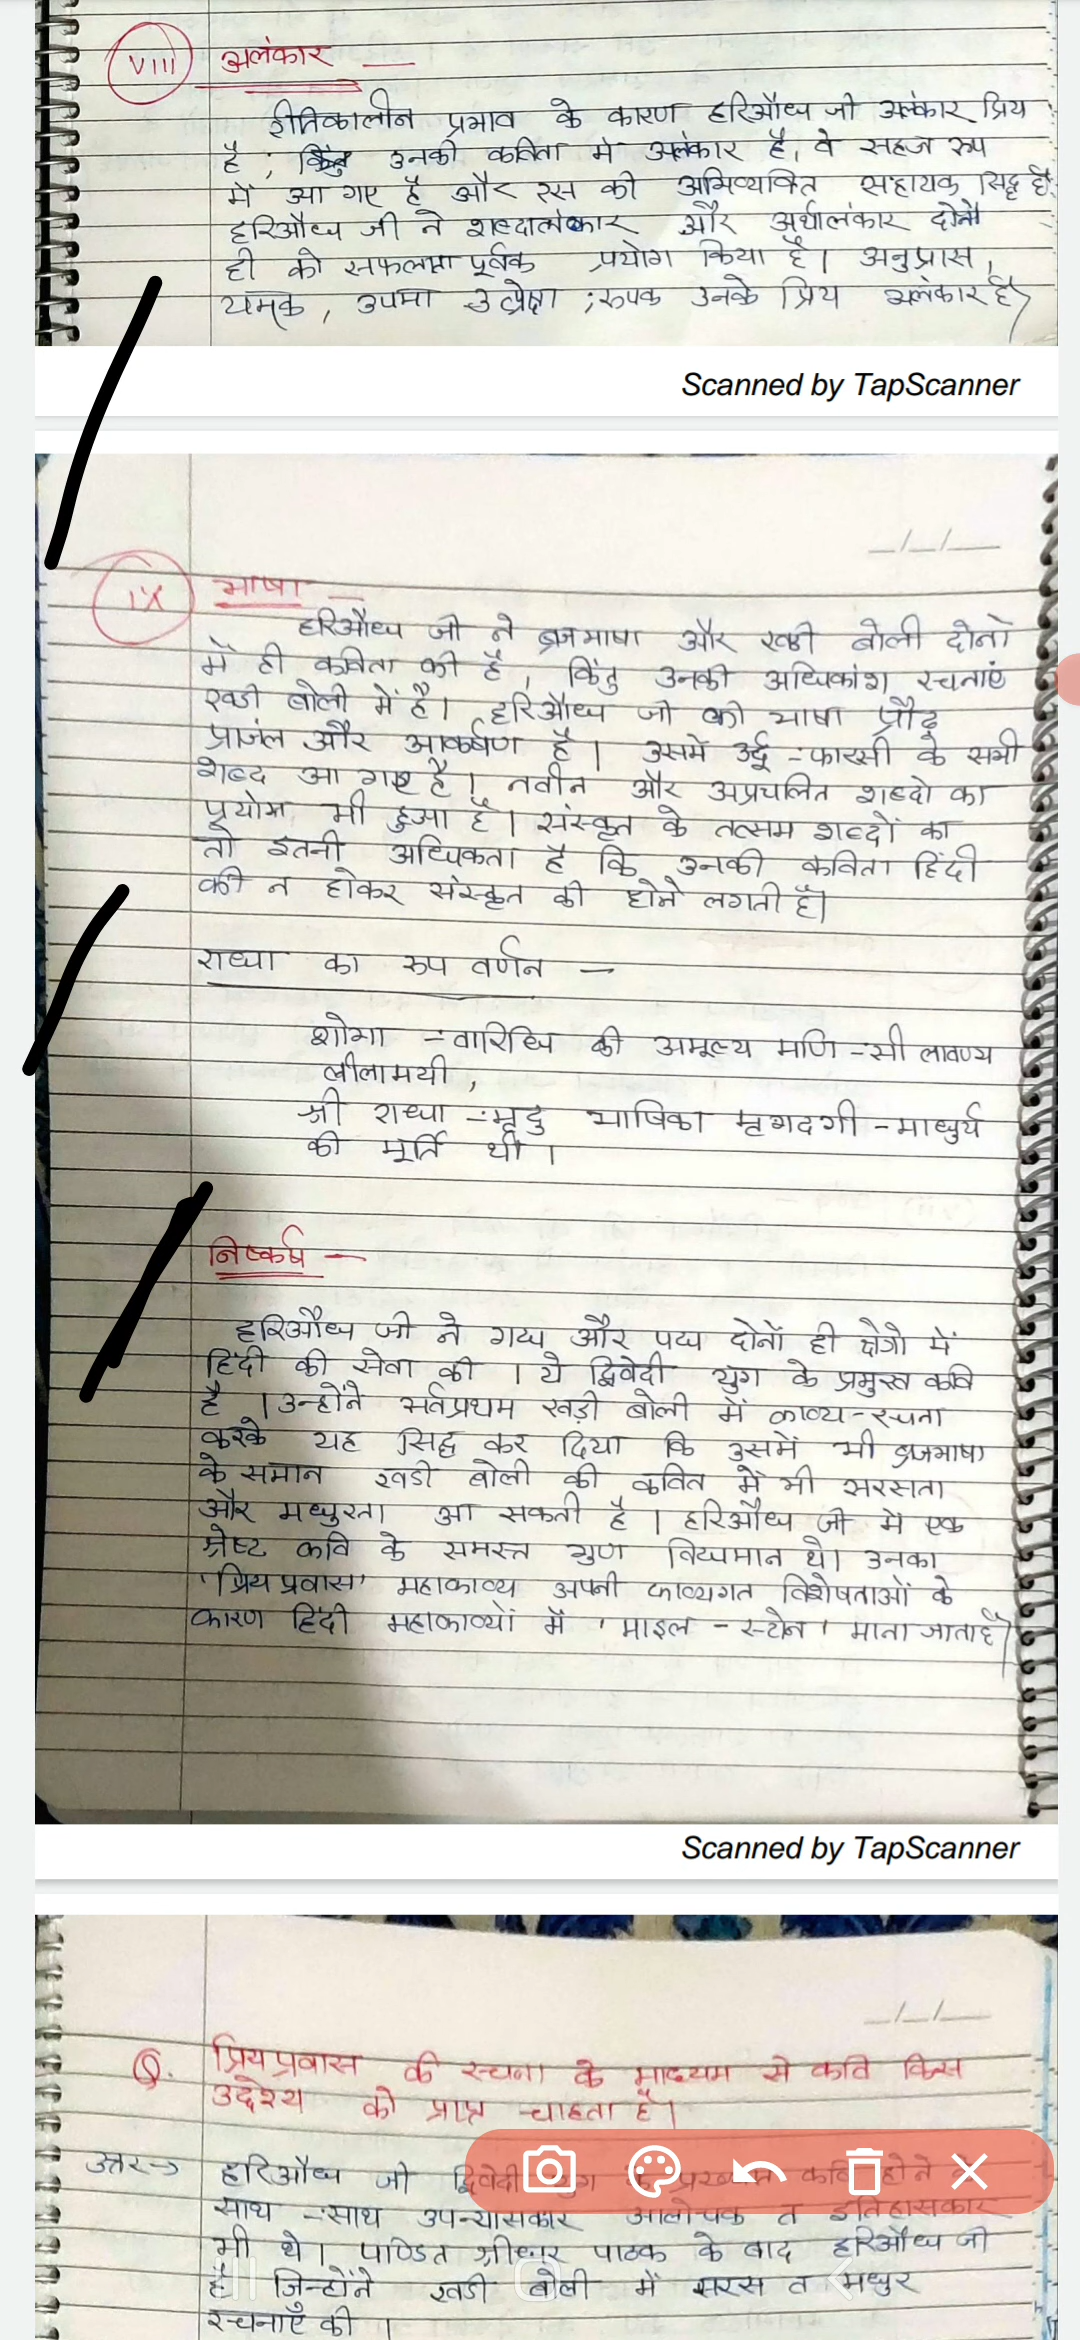 VIII अलंकार —
रीतिकालीन प्रभाव के कारण हरिऔध जी अलंकार प्रिय
है ; किंतु उनकी कविता मे अलंकार है, वे सहज रूप
में आ गए है और रस की अभिव्यक्ति सहायक सिद्ध है
हरिऔध जी ने शब्दालंकार और अर्थालंकार दोनो
ही को सफलता पूर्वक प्रयोग किया है। अनुप्रास,
यमक, उपमा उत्प्रेक्षा ; रूपक उनके प्रिय अलंकार है
Scanned by TapScanner
IX भाषा —
हरिऔध जी ने ब्रजभाषा और खडी बोली दोनो
में ही कविता की है, किंतु उनकी अधिकांश रचनाएं
खडी बोली में है। हरिऔध जी की भाषा प्रौढ़
प्राजंल और आकर्षण है। उसमें उर्दू - फारसी के सभी
शब्द आ गए है। नवीन और अप्रचलित शब्दो का
प्रयोग भी हुआ है। संस्कृत के तत्सम शब्दों का
तो इतनी अधिकता है कि उनकी कविता हिंदी
की न होकर संस्कृत की होने लगती है।
राधा का रूप वर्णन —
शोभा - वारिधि की अमूल्य मणि - सी लावण्य
लीलामयी,
श्री राधा - मृदु भाषिका मृगदगी - माधुर्य
की मूर्ति थी।
निष्कर्ष —
हरिऔध जी ने गद्य और पद्य दोनों ही क्षेत्रो में
हिंदी की सेवा की। ये द्विवेदी युग के प्रमुख कवि
है। उन्होंने सर्वप्रथम खड़ी बोली में काव्य-रचना
करके यह सिद्ध कर दिया कि उसमें भी ब्रजभाषा
के समान खडी बोली की कवित में भी सरसता
और मधुरता आ सकती है। हरिऔध जी मे एक
श्रेष्ट कवि के समस्त गुण विद्यमान थे। उनका
'प्रियप्रवास' महाकाव्य अपनी काव्यगत विशेषताओं के
कारण हिंदी महाकाव्यों में 'माइल - स्टोन' माना जाता है
Scanned by TapScanner
Q. प्रियप्रवास की रचना के माध्यम से कवि किस
उद्देश्य को प्राप्त चाहता है।
उत्तर→ हरिऔध जी द्विवेदी युग के प्रख्यात कवि होने के
साथ - साथ उपन्यासकार आलोचक व इतिहासकार
भी थे। पण्डित श्रीधर पाठक के बाद हरिऔध जी
है जिन्होंने खडी बोली में सरस व मधुर
रचनाएँ की।